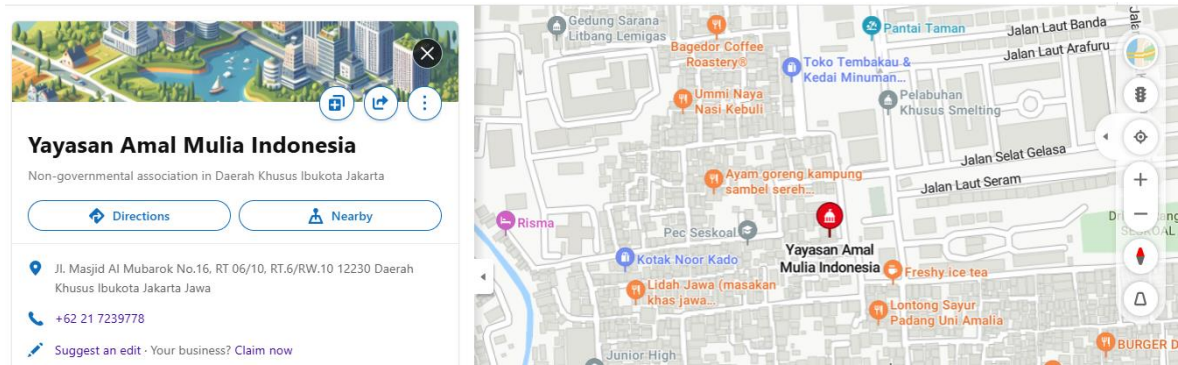 Yayasan Amal Mulia Indonesia
Non-governmental association in Daerah Khusus Ibukota Jakarta
Directions
Nearby
Jl. Masjid Al Mubarok No.16, RT 06/10, RT.6/RW.10 12230 Daerah
Khusus Ibukota Jakarta Jawa
+62 21 7239778
Suggest an edit · Your business? Claim now
Gedung Sarana
Litbang Lemigas
Bagedor Coffee
Roastery®
Pantai Taman
Jalan Laut Banda
Jalan Laut Arafuru
Toko Tembakau &
Kedai Minuman...
Ummi Naya
Nasi Kebuli
Pelabuhan
Khusus Smelting
Jalan Selat Gelasa
Ayam goreng kampung
sambel sereh...
Jalan Laut Seram
Risma
Pec Seskoal
Yayasan Amal
Mulia Indonesia
Kotak Noor Kado
Freshy ice tea
Lidah Jawa (masakan
khas jawa...
Lontong Sayur
Padang Uni Amalia
Junior High
BURGER D